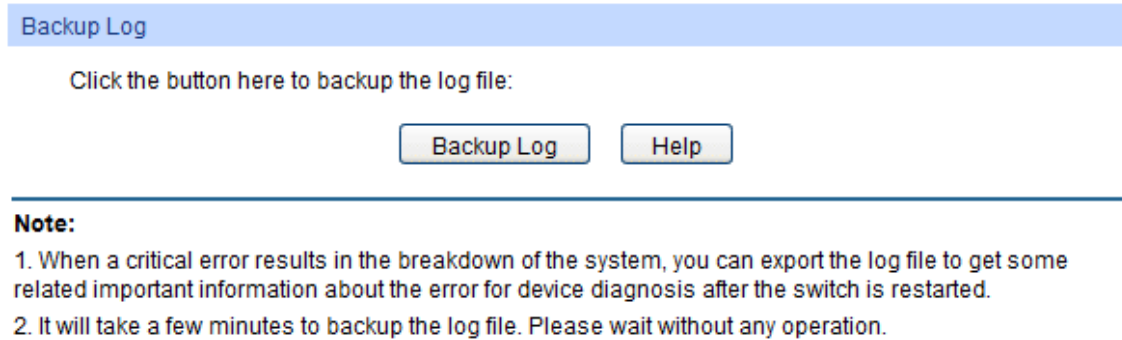 Backup Log
Click the button here to backup the log file:
Backup Log
Help
Note:
1. When a critical error results in the breakdown of the system, you can export the log file to get some
related important information about the error for device diagnosis after the switch is restarted.
2. It will take a few minutes to backup the log file. Please wait without any operation.